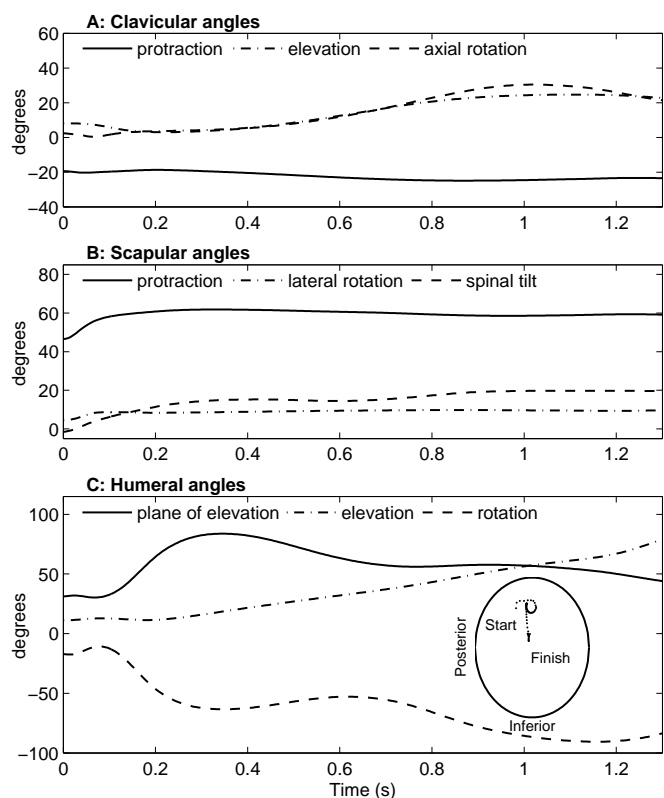 A: Clavicular angles
protraction elevation axial rotation
60
40
20
0
−20
−40
degrees
0 0.2 0.4 0.6 0.8 1 1.2
B: Scapular angles
protraction lateral rotation spinal tilt
80
60
40
20
0
degrees
0 0.2 0.4 0.6 0.8 1 1.2
C: Humeral angles
plane of elevation elevation rotation
100
50
0
−50
−100
degrees
Start
Finish
Posterior
Inferior
0 0.2 0.4 0.6 0.8 1 1.2
Time (s)